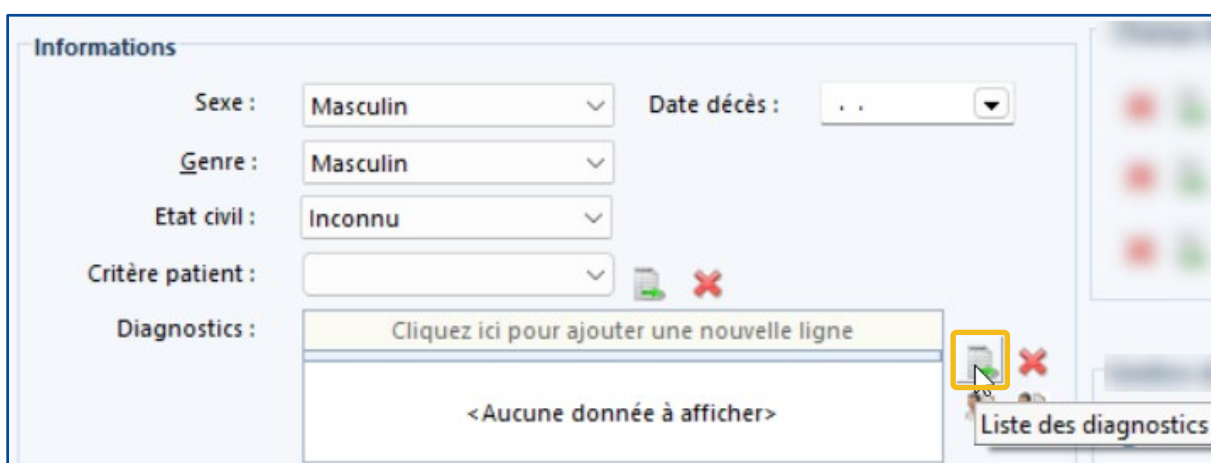 Informations
Sexe : Masculin Date décès : . .
Genre : Masculin
Etat civil : Inconnu
Critère patient :
Diagnostics : Cliquez ici pour ajouter une nouvelle ligne
<Aucune donnée à afficher>
Liste des diagnostics